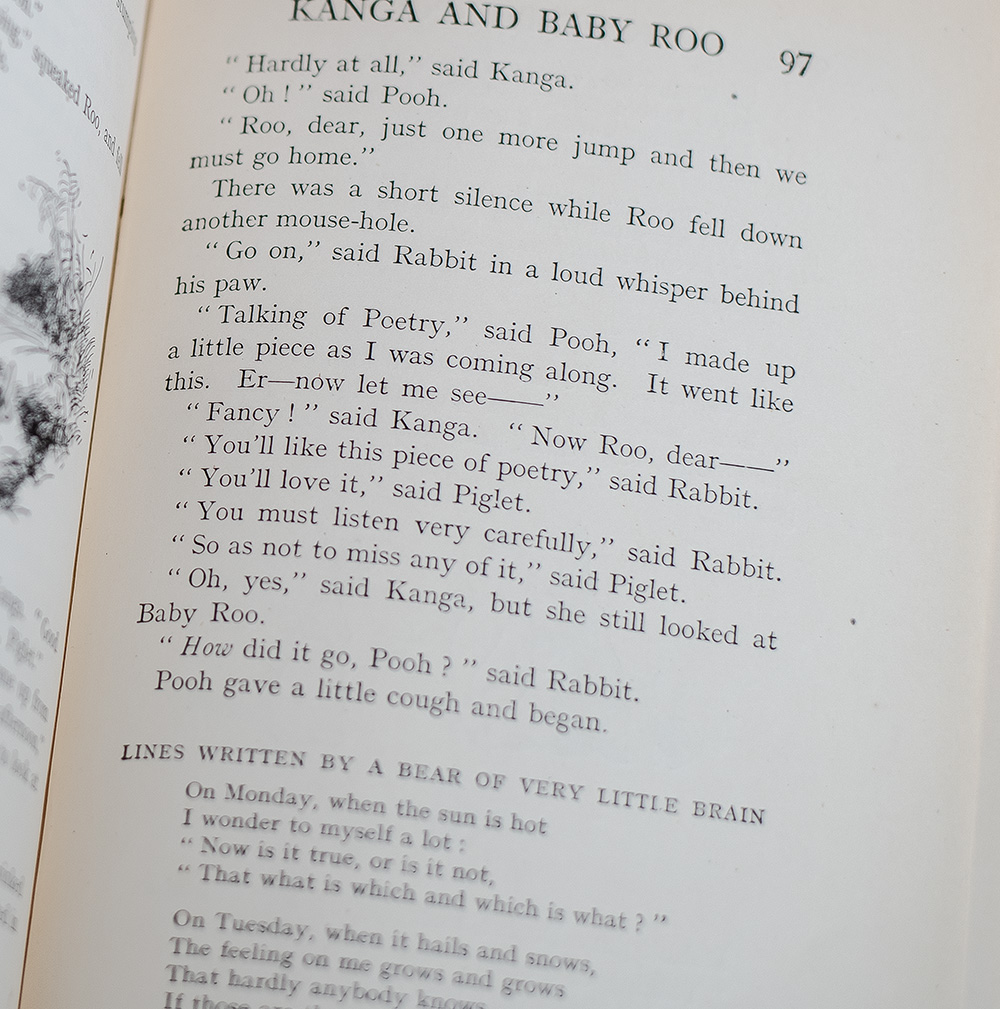 squeaked Roo, and fell
KANGA AND BABY ROO 97
“Hardly at all,” said Kanga.
“Oh ! ” said Pooh.
“Roo, dear, just one more jump and then we
must go home.”
There was a short silence while Roo fell down
another mouse-hole.
“Go on,” said Rabbit in a loud whisper behind
his paw.
“Talking of Poetry,” said Pooh, “I made up
a little piece as I was coming along. It went like
this. Er—now let me see——”
“Fancy ! ” said Kanga. “Now Roo, dear——”
“You'll like this piece of poetry,” said Rabbit.
“You'll love it,” said Piglet.
“You must listen very carefully,” said Rabbit.
“So as not to miss any of it,” said Piglet.
“Oh, yes,” said Kanga, but she still looked at
Baby Roo.
“How did it go, Pooh ? ” said Rabbit.
Pooh gave a little cough and began.
LINES WRITTEN BY A BEAR OF VERY LITTLE BRAIN
On Monday, when the sun is hot
I wonder to myself a lot :
“Now is it true, or is it not,
“That what is which and which is what ? ”
On Tuesday, when it hails and snows,
The feeling on me grows and grows
That hardly anybody knows
If those are